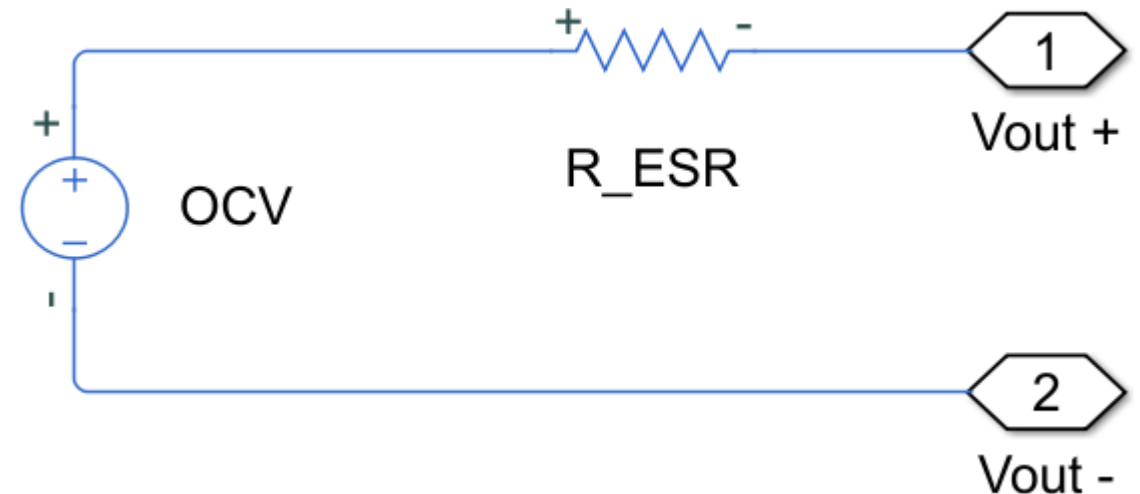 + -
1
Vout +
R_ESR
+
+
OCV
-
-
2
Vout -